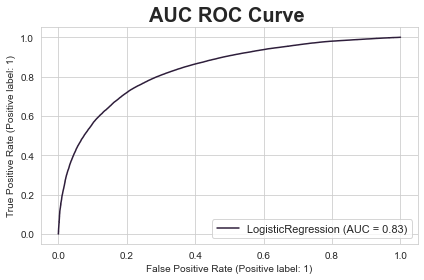 AUC ROC Curve
True Positive Rate (Positive label: 1)
1.0
0.8
0.6
0.4
0.2
0.0
LogisticRegression (AUC = 0.83)
0.0 0.2 0.4 0.6 0.8 1.0
False Positive Rate (Positive label: 1)